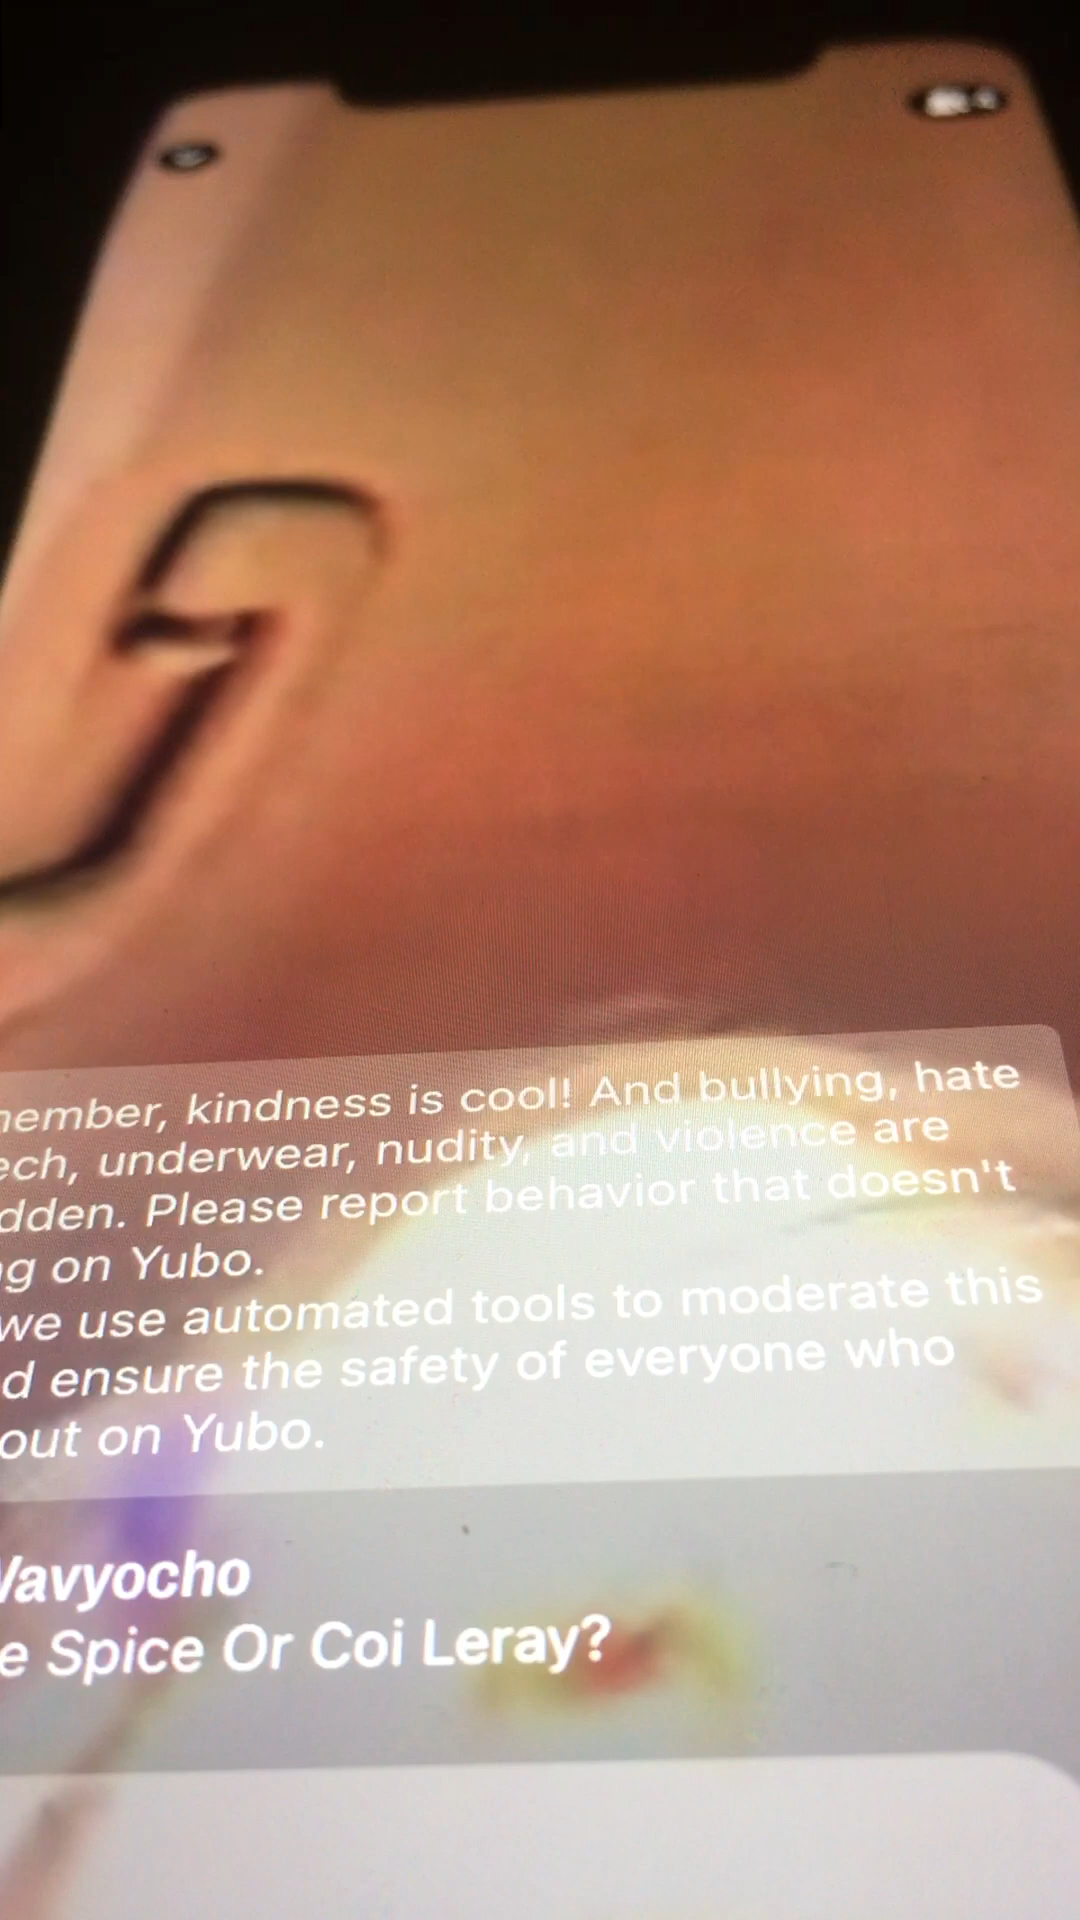 member, kindness is cool! And bullying, hate
ech, underwear, nudity, and violence are
dden. Please report behavior that doesn't
g on Yubo.
we use automated tools to moderate this
d ensure the safety of everyone who
out on Yubo.
Wavyocho
e Spice Or Coi Leray?